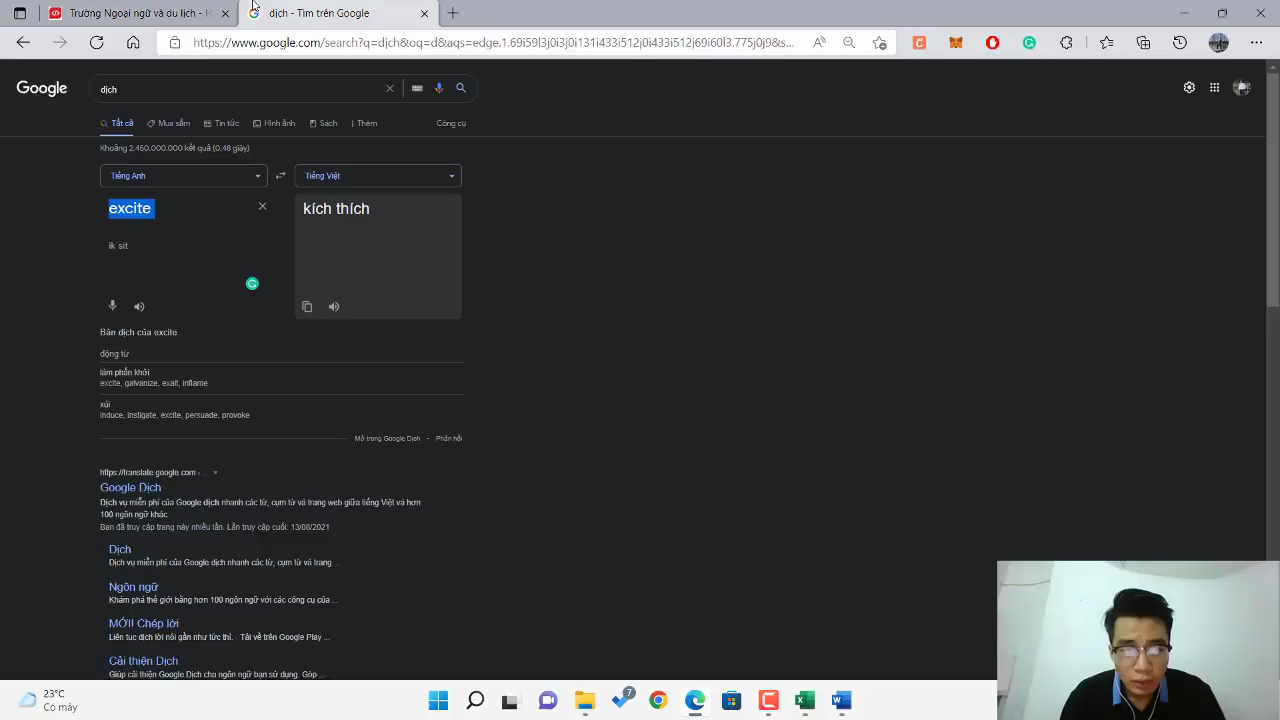 Trường Ngoại ngữ và du lịch - H
dịch - Tìm trên Google
https://www.google.com/search?q=dịch&oq=d&aqs=edge.1.69i59l3j0i3j0i131i433i512j0i433i512j69i60l3.775j0j9&s...
Google
dịch
Tất cả
Mua sắm
Tin tức
Hình ảnh
Sách
Thêm
Công cụ
Khoảng 2.450.000.000 kết quả (0,48 giây)
Tiếng Anh
Tiếng Việt
excite
kích thích
ik sīt
Bản dịch của excite
động từ
làm phấn khởi
excite, galvanize, exalt, inflame
xúi
induce, instigate, excite, persuade, provoke
Mở trong Google Dịch • Phản hồi
https://translate.google.com › ...
Google Dịch
Dịch vụ miễn phí của Google dịch nhanh các từ, cụm từ và trang web giữa tiếng Việt và hơn
100 ngôn ngữ khác.
Bạn đã truy cập trang này nhiều lần. Lần truy cập cuối: 13/08/2021
Dịch
Dịch vụ miễn phí của Google dịch nhanh các từ, cụm từ và trang ...
Ngôn ngữ
Khám phá thế giới bằng hơn 100 ngôn ngữ với các công cụ của ...
MỚI! Chép lời
Liên tục dịch lời nói gần như tức thì. Tải về trên Google Play ...
Cải thiện Dịch
Giúp cải thiện Google Dịch cho ngôn ngữ bạn sử dụng. Góp ...
23°C
Có mây
7